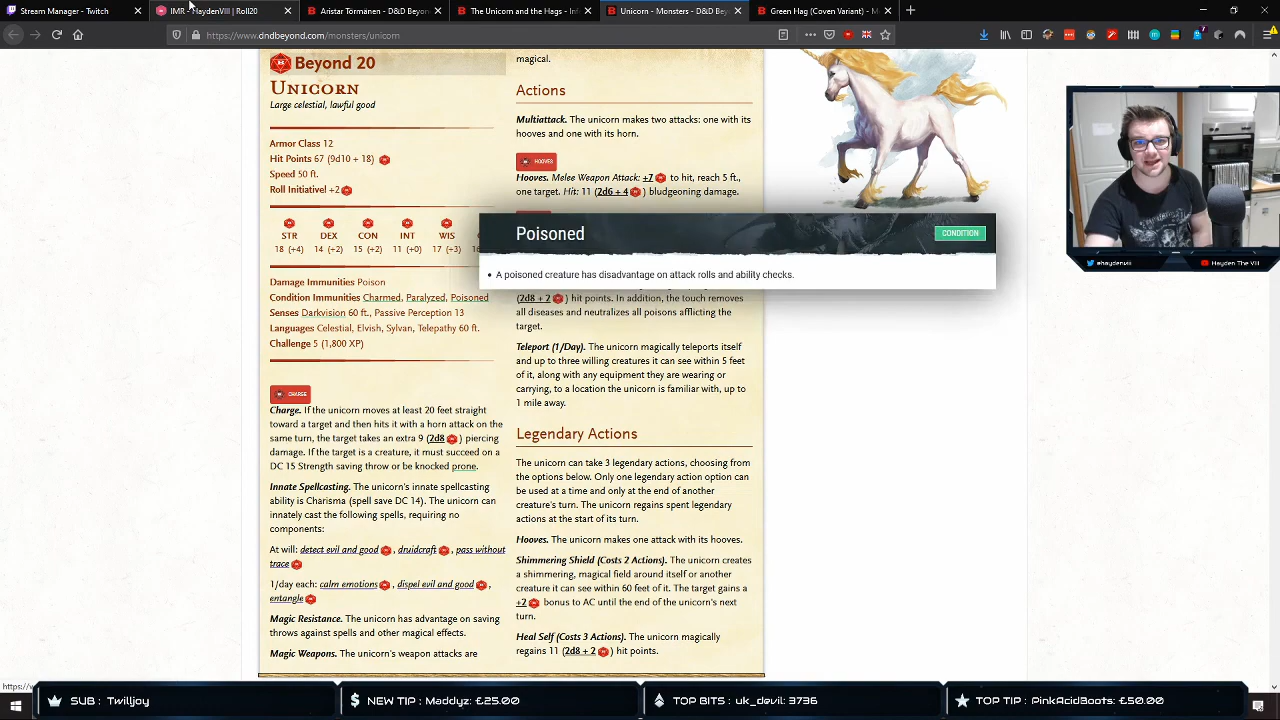 Stream Manager - Twitch
IMR - HaydenVIII | Roll20
Aristar Törmänen - D&D Beyon
The Unicorn and the Hags - Inf
Unicorn - Monsters - D&D Bey
Green Hag (Coven Variant) - M
https://www.dndbeyond.com/monsters/unicorn
Beyond 20
Unicorn
Large celestial, lawful good
Armor Class 12
Hit Points 67 (9d10 + 18)
Speed 50 ft.
Roll Initiative! +2
STR DEX CON INT WIS
18 (+4) 14 (+2) 15 (+2) 11 (+0) 17 (+3)
Damage Immunities Poison
Condition Immunities Charmed, Paralyzed, Poisoned
Senses Darkvision 60 ft., Passive Perception 13
Languages Celestial, Elvish, Sylvan, Telepathy 60 ft.
Challenge 5 (1,800 XP)
CHARGE
Charge. If the unicorn moves at least 20 feet straight
toward a target and then hits it with a horn attack on the
same turn, the target takes an extra 9 (2d8) piercing
damage. If the target is a creature, it must succeed on a
DC 15 Strength saving throw or be knocked prone.
Innate Spellcasting. The unicorn's innate spellcasting
ability is Charisma (spell save DC 14). The unicorn can
innately cast the following spells, requiring no
components:
At will: detect evil and good, druidcraft, pass without
trace
1/day each: calm emotions, dispel evil and good,
entangle
Magic Resistance. The unicorn has advantage on saving
throws against spells and other magical effects.
Magic Weapons. The unicorn's weapon attacks are
magical.
Actions
Multiattack. The unicorn makes two attacks: one with its
hooves and one with its horn.
HOOVES
Hooves. Melee Weapon Attack: +7 to hit, reach 5 ft.,
one target. Hit: 11 (2d6 + 4) bludgeoning damage.
Poisoned
CONDITION
• A poisoned creature has disadvantage on attack rolls and ability checks.
(2d8 + 2) hit points. In addition, the touch removes
all diseases and neutralizes all poisons afflicting the
target.
Teleport (1/Day). The unicorn magically teleports itself
and up to three willing creatures it can see within 5 feet
of it, along with any equipment they are wearing or
carrying, to a location the unicorn is familiar with, up to
1 mile away.
Legendary Actions
The unicorn can take 3 legendary actions, choosing from
the options below. Only one legendary action option can
be used at a time and only at the end of another
creature's turn. The unicorn regains spent legendary
actions at the start of its turn.
Hooves. The unicorn makes one attack with its hooves.
Shimmering Shield (Costs 2 Actions). The unicorn creates
a shimmering, magical field around itself or another
creature it can see within 60 feet of it. The target gains a
+2 bonus to AC until the end of the unicorn's next
turn.
Heal Self (Costs 3 Actions). The unicorn magically
regains 11 (2d8 + 2) hit points.
@haydenviii
Hayden The VIII
https://w
SUB : Twilljoy
NEW TIP : Maddyz: £25.00
TOP BITS : uk_devil: 3736
TOP TIP : PinkAcidBoots: £50.00